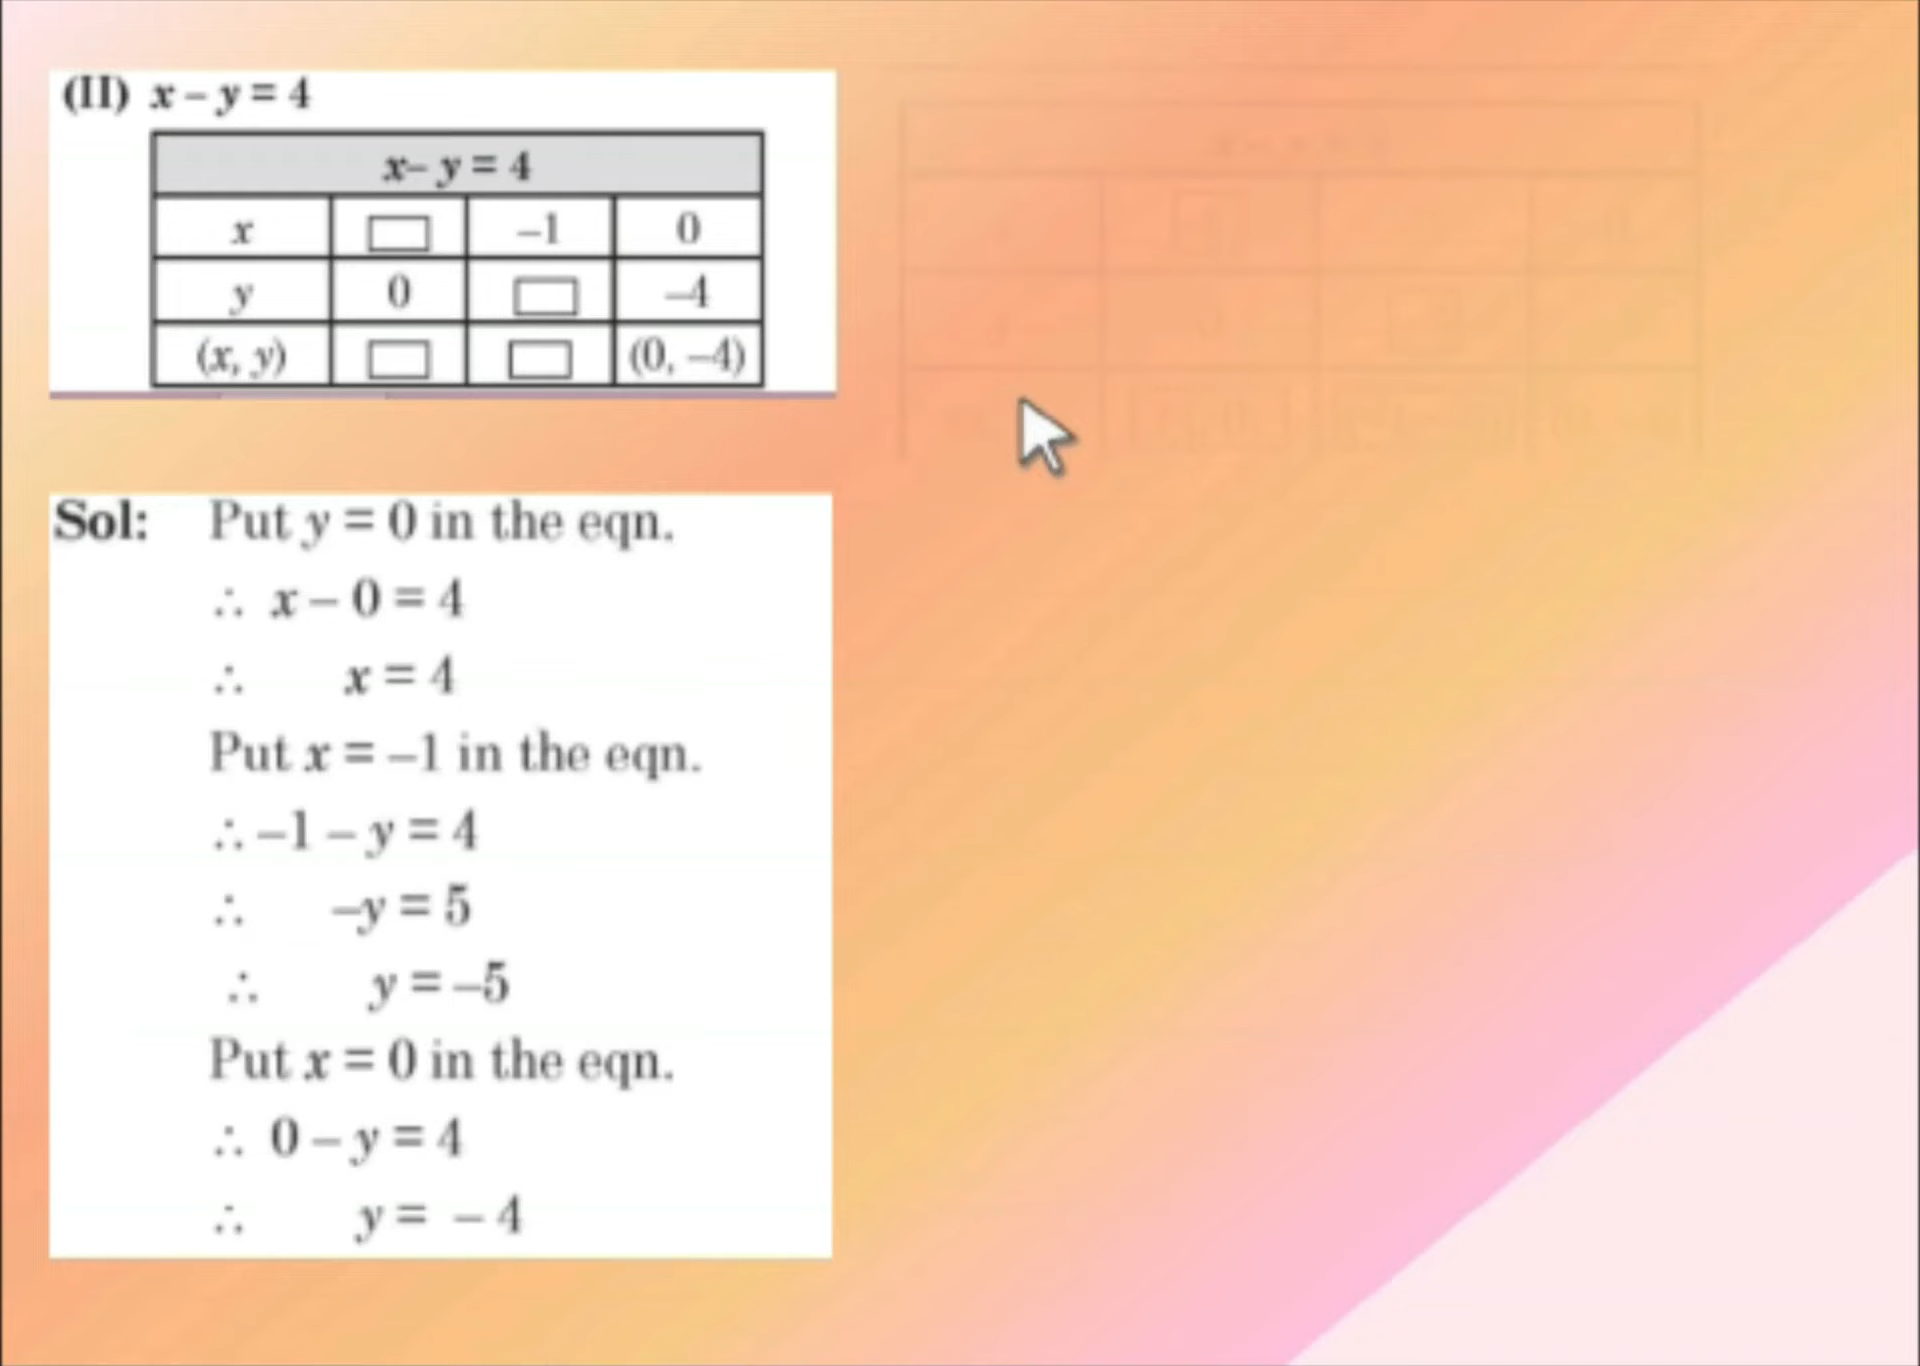 (II) x – y = 4
x– y = 4
x –1 0
y 0 –4
(x, y) (0, –4)
Sol: Put y = 0 in the eqn.
∴ x – 0 = 4
∴ x = 4
Put x = –1 in the eqn.
∴ –1 – y = 4
∴ –y = 5
∴ y = –5
Put x = 0 in the eqn.
∴ 0 – y = 4
∴ y = – 4